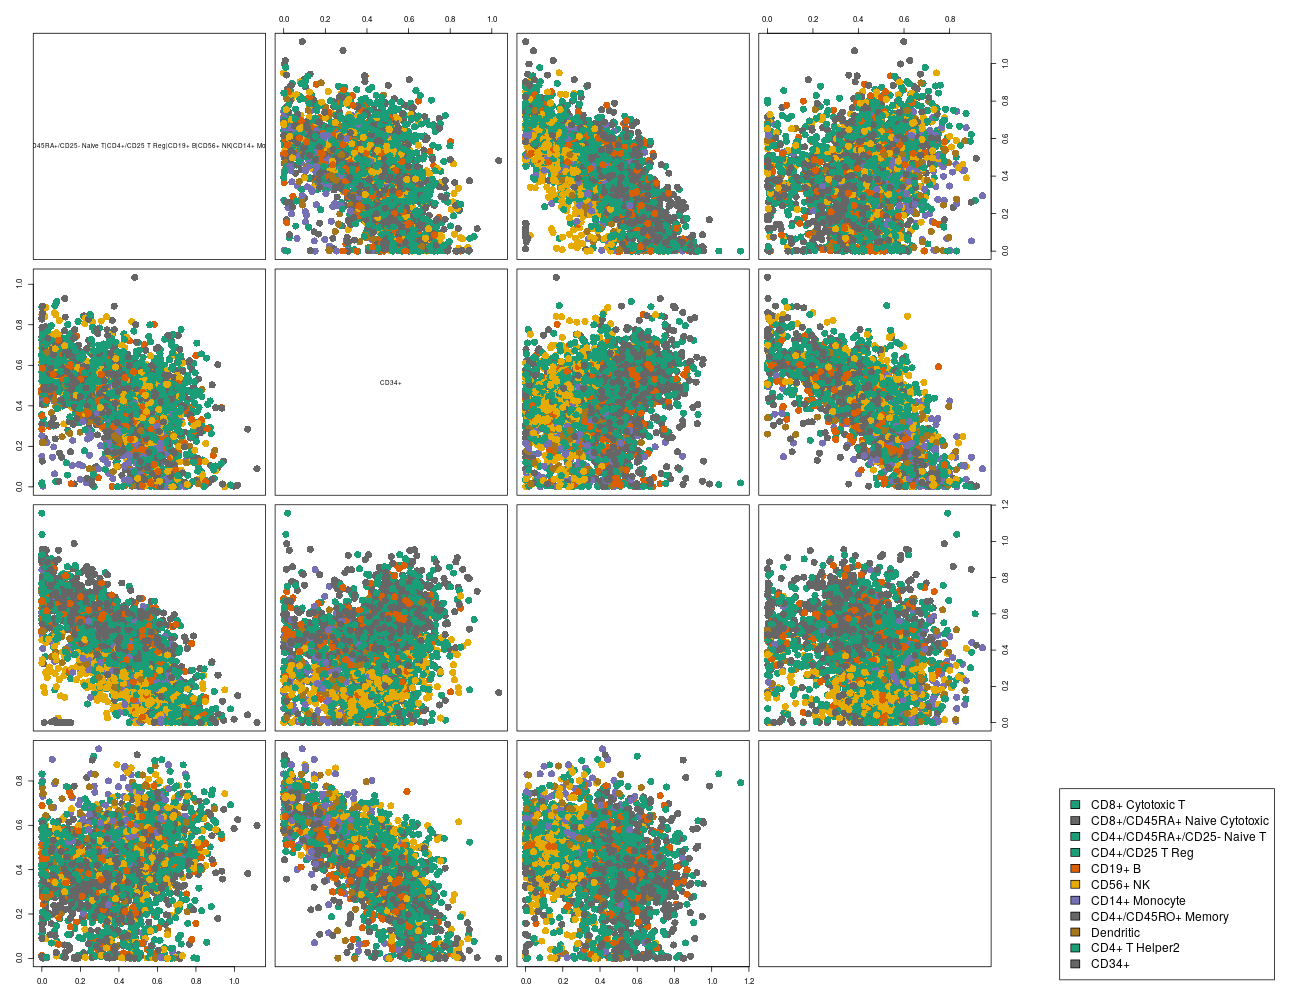 0.0 0.2 0.4 0.6 0.8 1.0
0.0 0.2 0.4 0.6 0.8
D45RA+/CD25- Naive T|CD4+/CD25 T Reg|CD19+ B|CD56+ NK|CD14+ Mo
0.0 0.2 0.4 0.6 0.8 1.0
0.0 0.2 0.4 0.6 0.8 1.0
CD34+
0.0 0.2 0.4 0.6 0.8 1.0 1.2
0.0 0.2 0.4 0.6 0.8
0.0 0.2 0.4 0.6 0.8 1.0
0.0 0.2 0.4 0.6 0.8 1.0 1.2
CD8+ Cytotoxic T
CD8+/CD45RA+ Naive Cytotoxic
CD4+/CD45RA+/CD25- Naive T
CD4+/CD25 T Reg
CD19+ B
CD56+ NK
CD14+ Monocyte
CD4+/CD45RO+ Memory
Dendritic
CD4+ T Helper2
CD34+